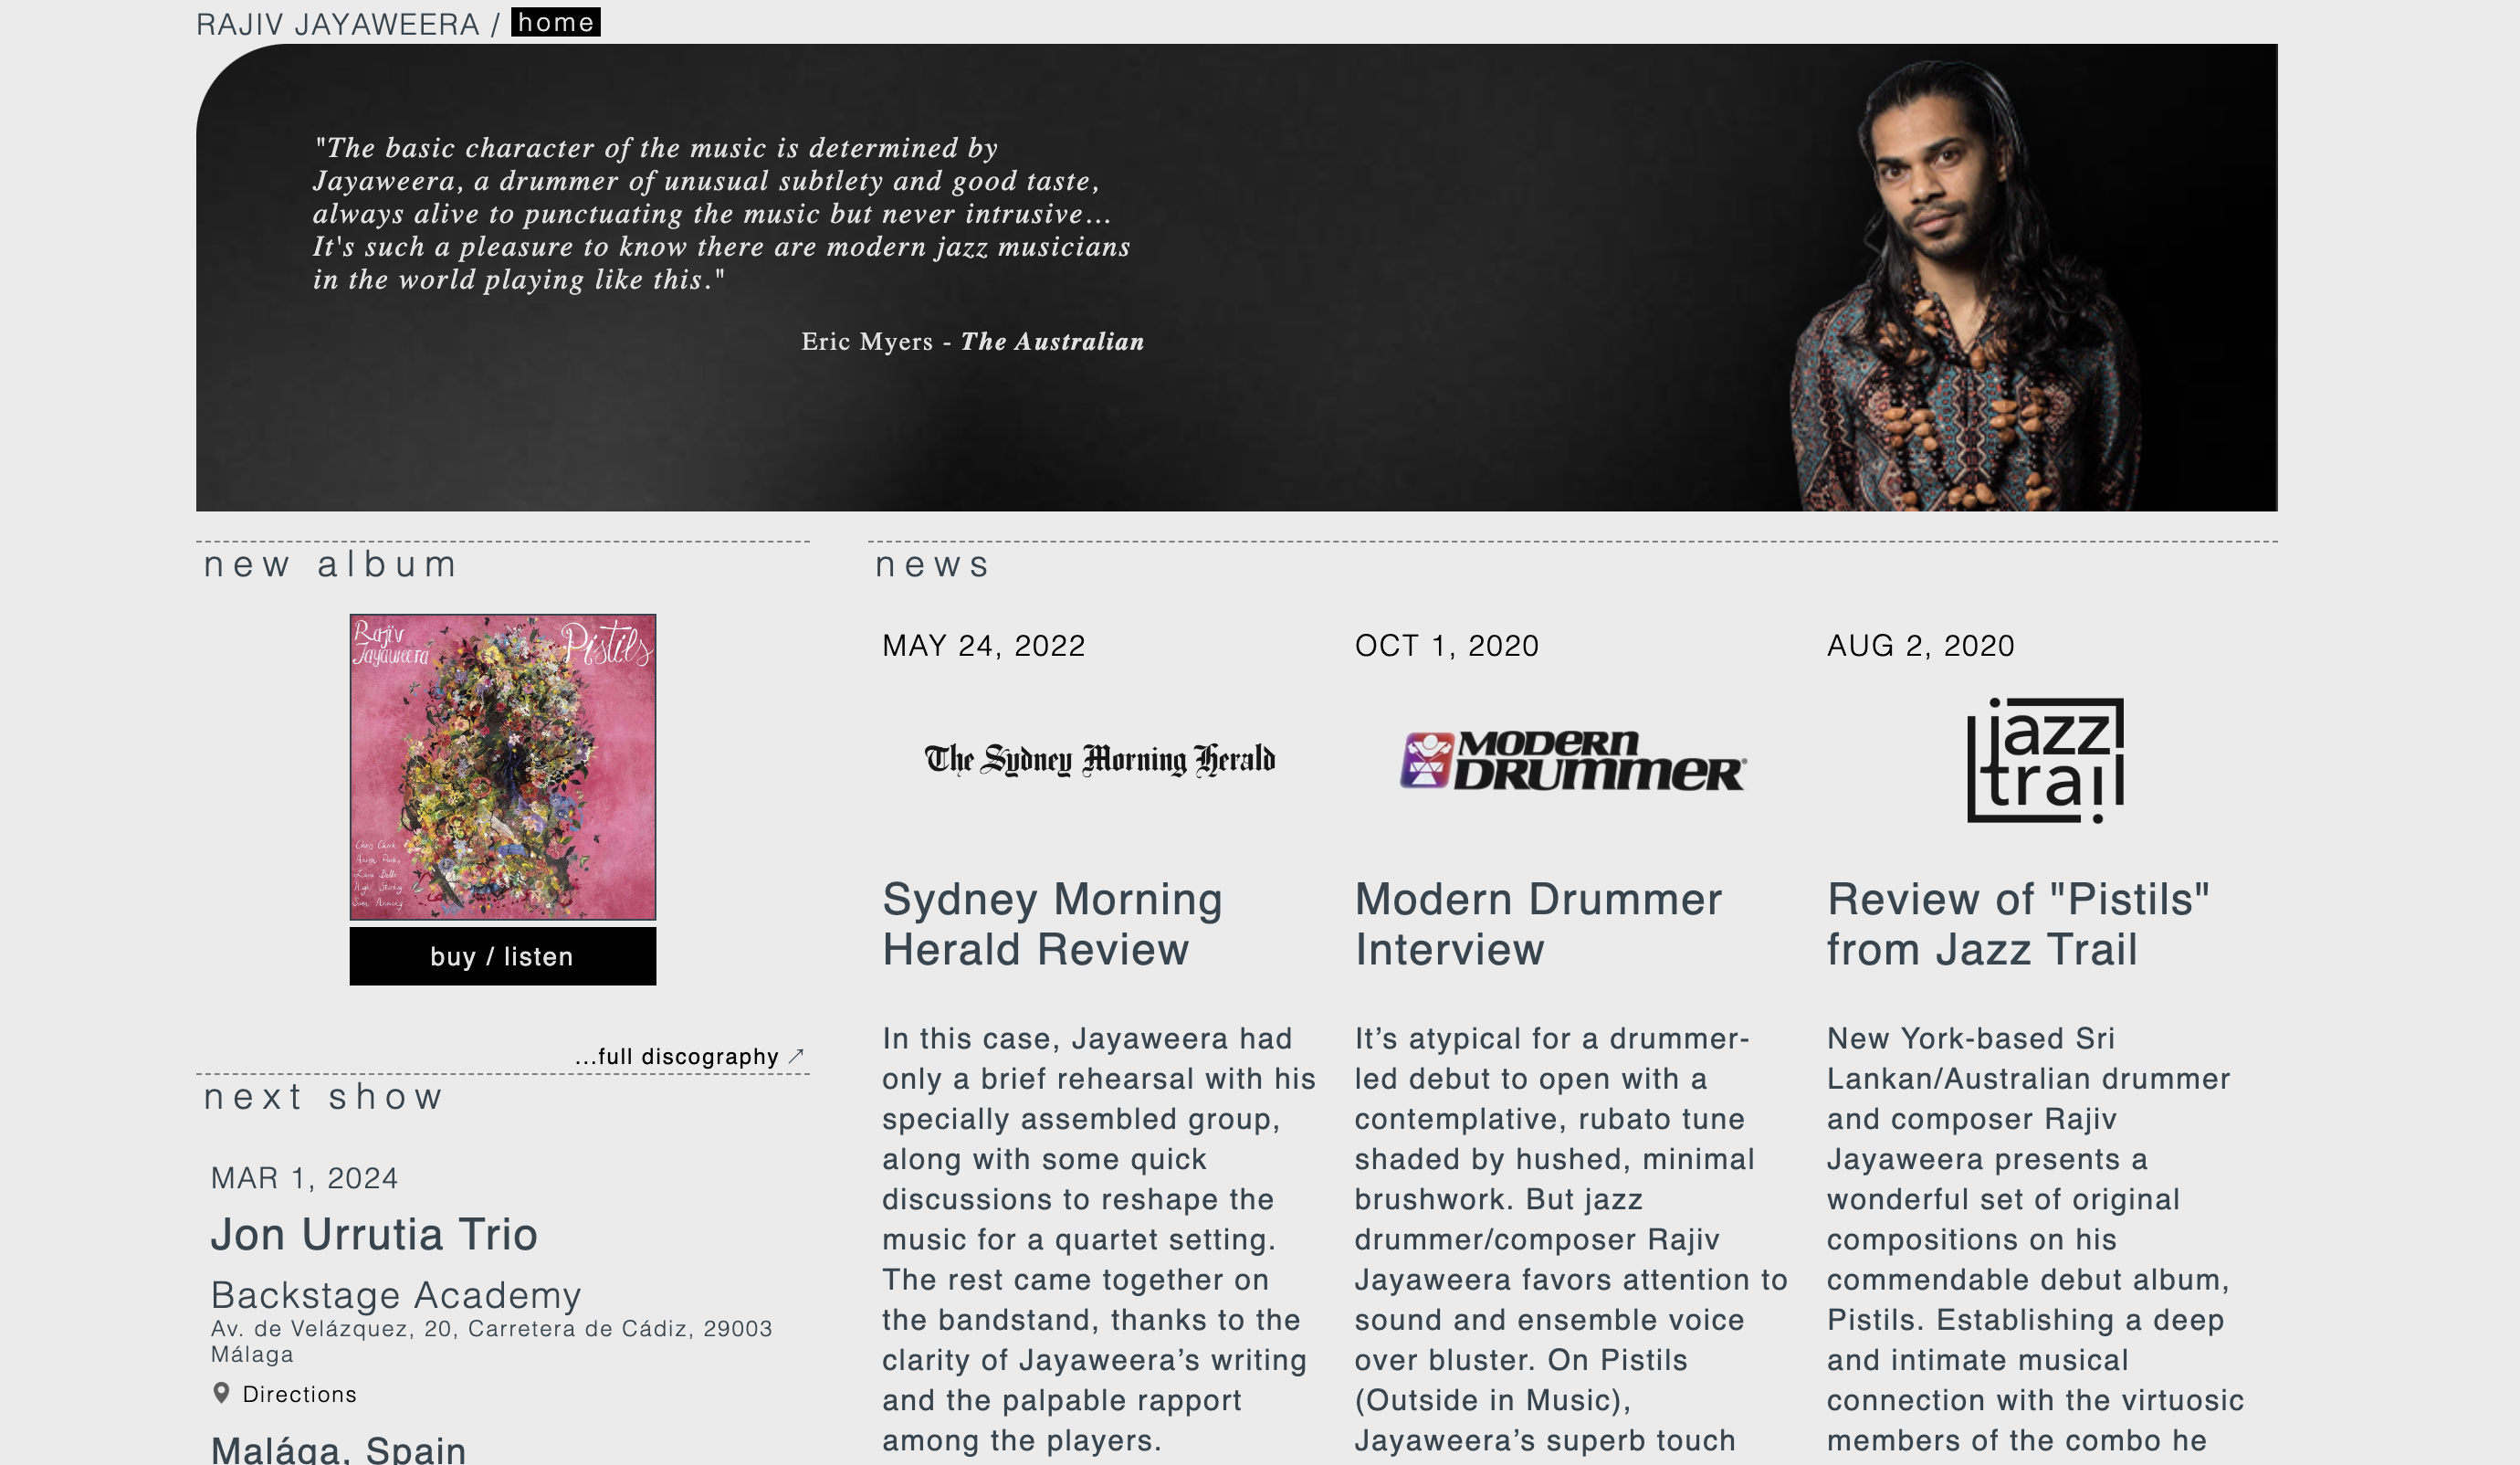 RAJIV JAYAWEERA / home
"The basic character of the music is determined by
Jayaweera, a drummer of unusual subtlety and good taste,
always alive to punctuating the music but never intrusive...
It's such a pleasure to know there are modern jazz musicians
in the world playing like this."
Eric Myers - The Australian
new album
Rajiv
Jayaweera
Pistils
buy / listen
...full discography ↗
next show
MAR 1, 2024
Jon Urrutia Trio
Backstage Academy
Av. de Velázquez, 20, Carretera de Cádiz, 29003
Málaga
Directions
Malága, Spain
news
MAY 24, 2022
The Sydney Morning Herald
Sydney Morning
Herald Review
In this case, Jayaweera had
only a brief rehearsal with his
specially assembled group,
along with some quick
discussions to reshape the
music for a quartet setting.
The rest came together on
the bandstand, thanks to the
clarity of Jayaweera’s writing
and the palpable rapport
among the players.
OCT 1, 2020
MODERN
DRUMMER®
Modern Drummer
Interview
It’s atypical for a drummer-
led debut to open with a
contemplative, rubato tune
shaded by hushed, minimal
brushwork. But jazz
drummer/composer Rajiv
Jayaweera favors attention to
sound and ensemble voice
over bluster. On Pistils
(Outside in Music),
Jayaweera’s superb touch
AUG 2, 2020
jazz
trail
Review of "Pistils"
from Jazz Trail
New York-based Sri
Lankan/Australian drummer
and composer Rajiv
Jayaweera presents a
wonderful set of original
compositions on his
commendable debut album,
Pistils. Establishing a deep
and intimate musical
connection with the virtuosic
members of the combo he